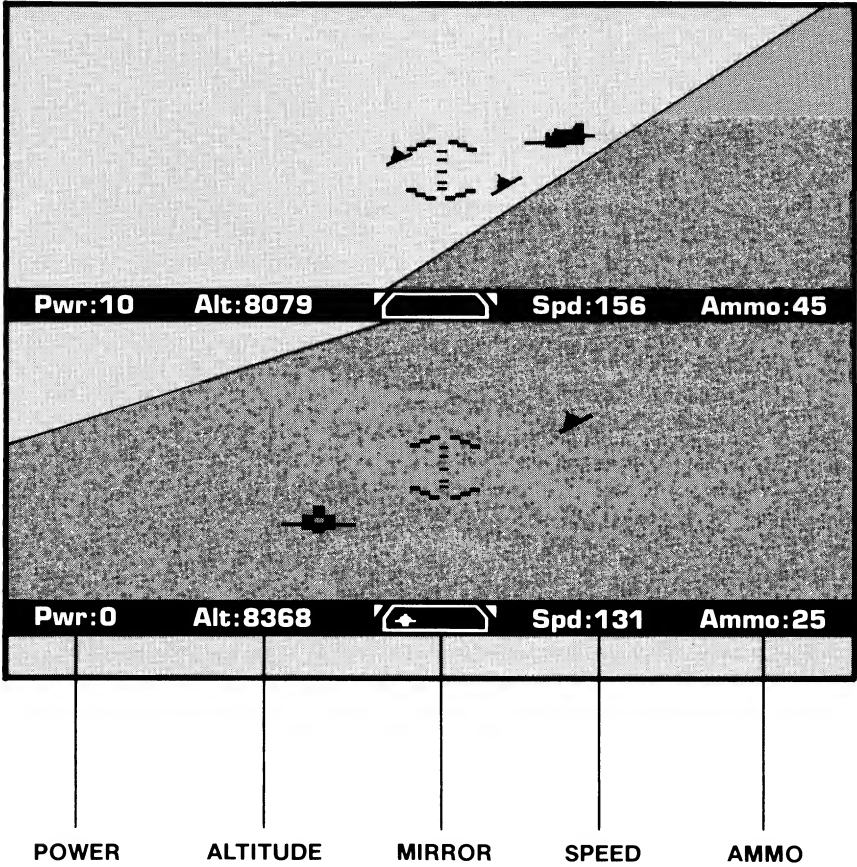 Pwr:10 Alt:8079 Spd:156 Ammo:45
Pwr:0 Alt:8368 Spd:131 Ammo:25
POWER ALTITUDE MIRROR SPEED AMMO